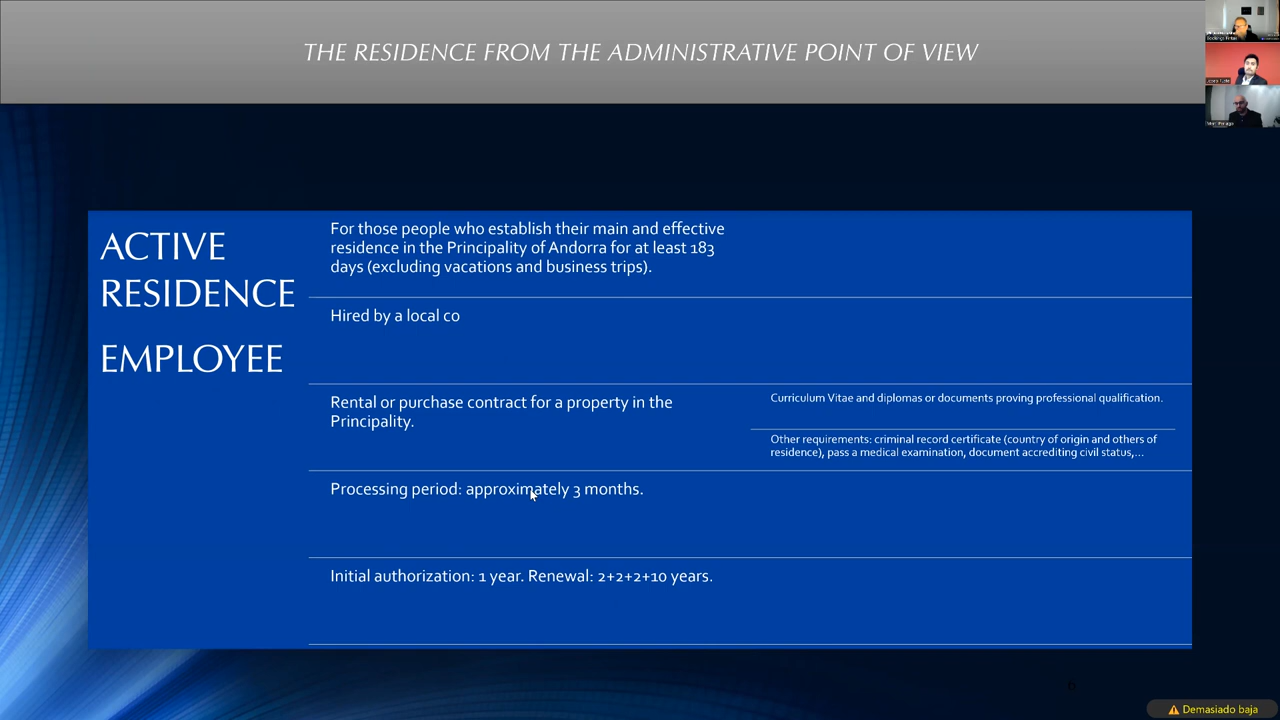 THE RESIDENCE FROM THE ADMINISTRATIVE POINT OF VIEW
ACTIVE
RESIDENCE
EMPLOYEE
For those people who establish their main and effective
residence in the Principality of Andorra for at least 183
days (excluding vacations and business trips).
Hired by a local co
Rental or purchase contract for a property in the
Principality.
Curriculum Vitae and diplomas or documents proving professional qualification.
Other requirements: criminal record certificate (country of origin and others of
residence), pass a medical examination, document accrediting civil status,...
Processing period: approximately 3 months.
Initial authorization: 1 year. Renewal: 2+2+2+10 years.
Demasiado baja